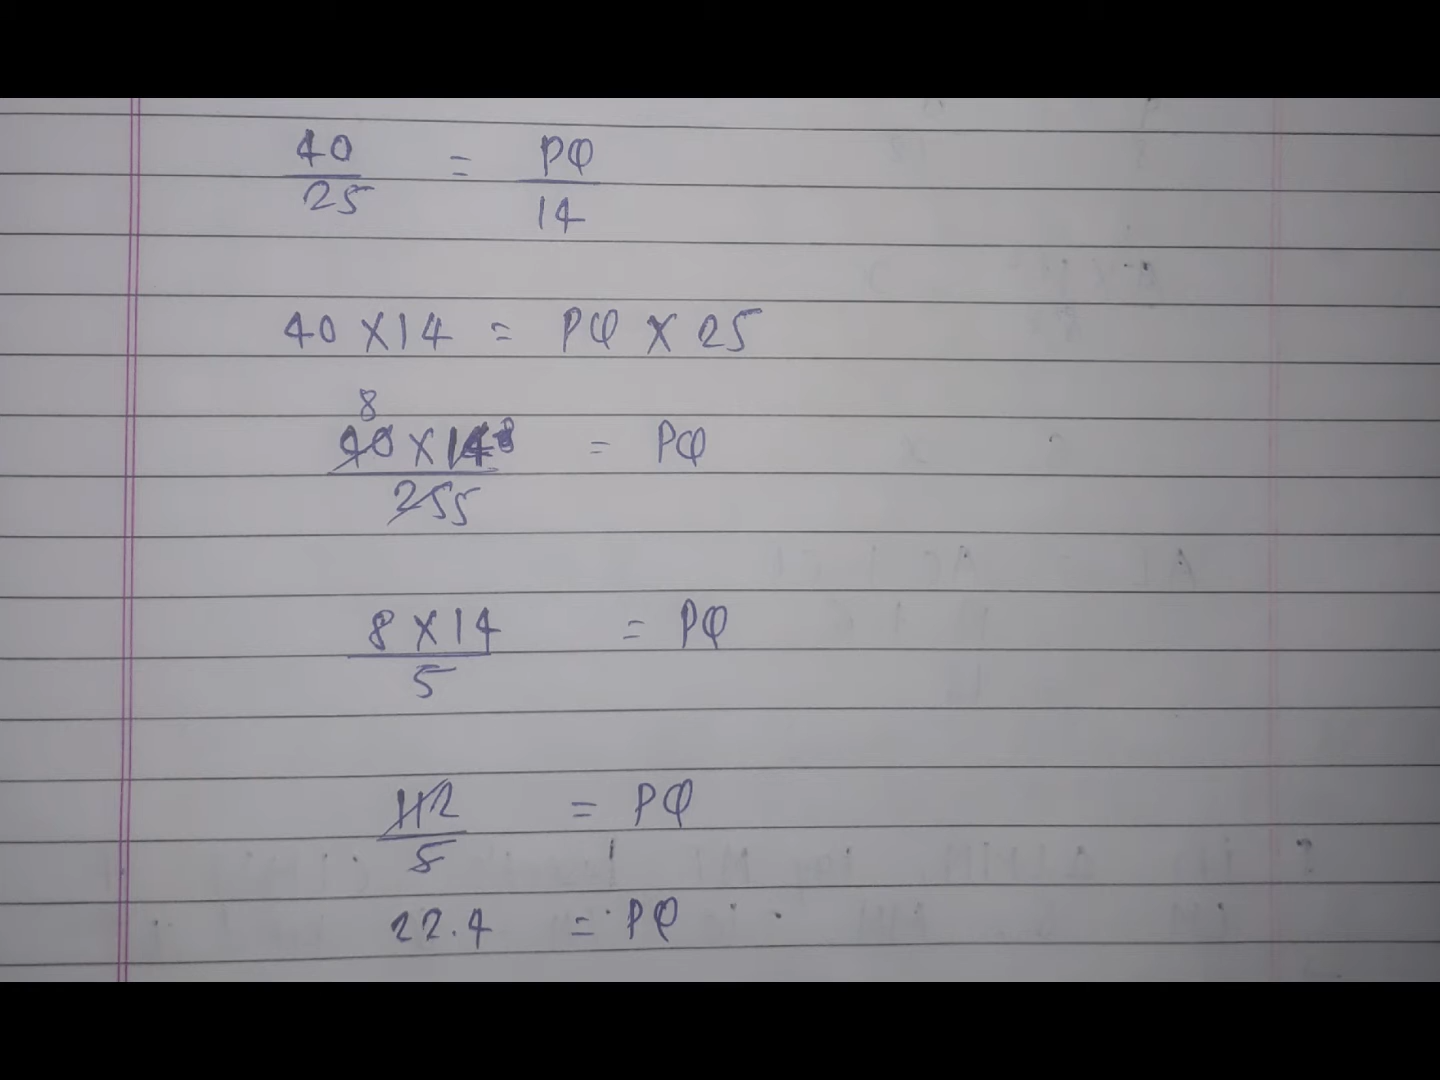 40/25 = PQ/14
40 X 14 = PQ X 25
8
40 X 14 / 25 5 = PQ
8 X 14 / 5 = PQ
112/5 = PQ
22.4 = PQ